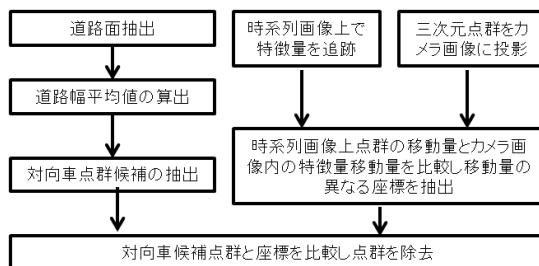 道路面抽出
時系列画像上で
特徴量を追跡
三次元点群をカ
メラ画像に投影
道路幅平均値の算出
対向車点群候補の抽出
時系列画像上点群の移動量とカメラ画
像内の特徴量移動量を比較し移動量の
異なる座標を抽出
対向車候補点群と座標を比較し点群を除去